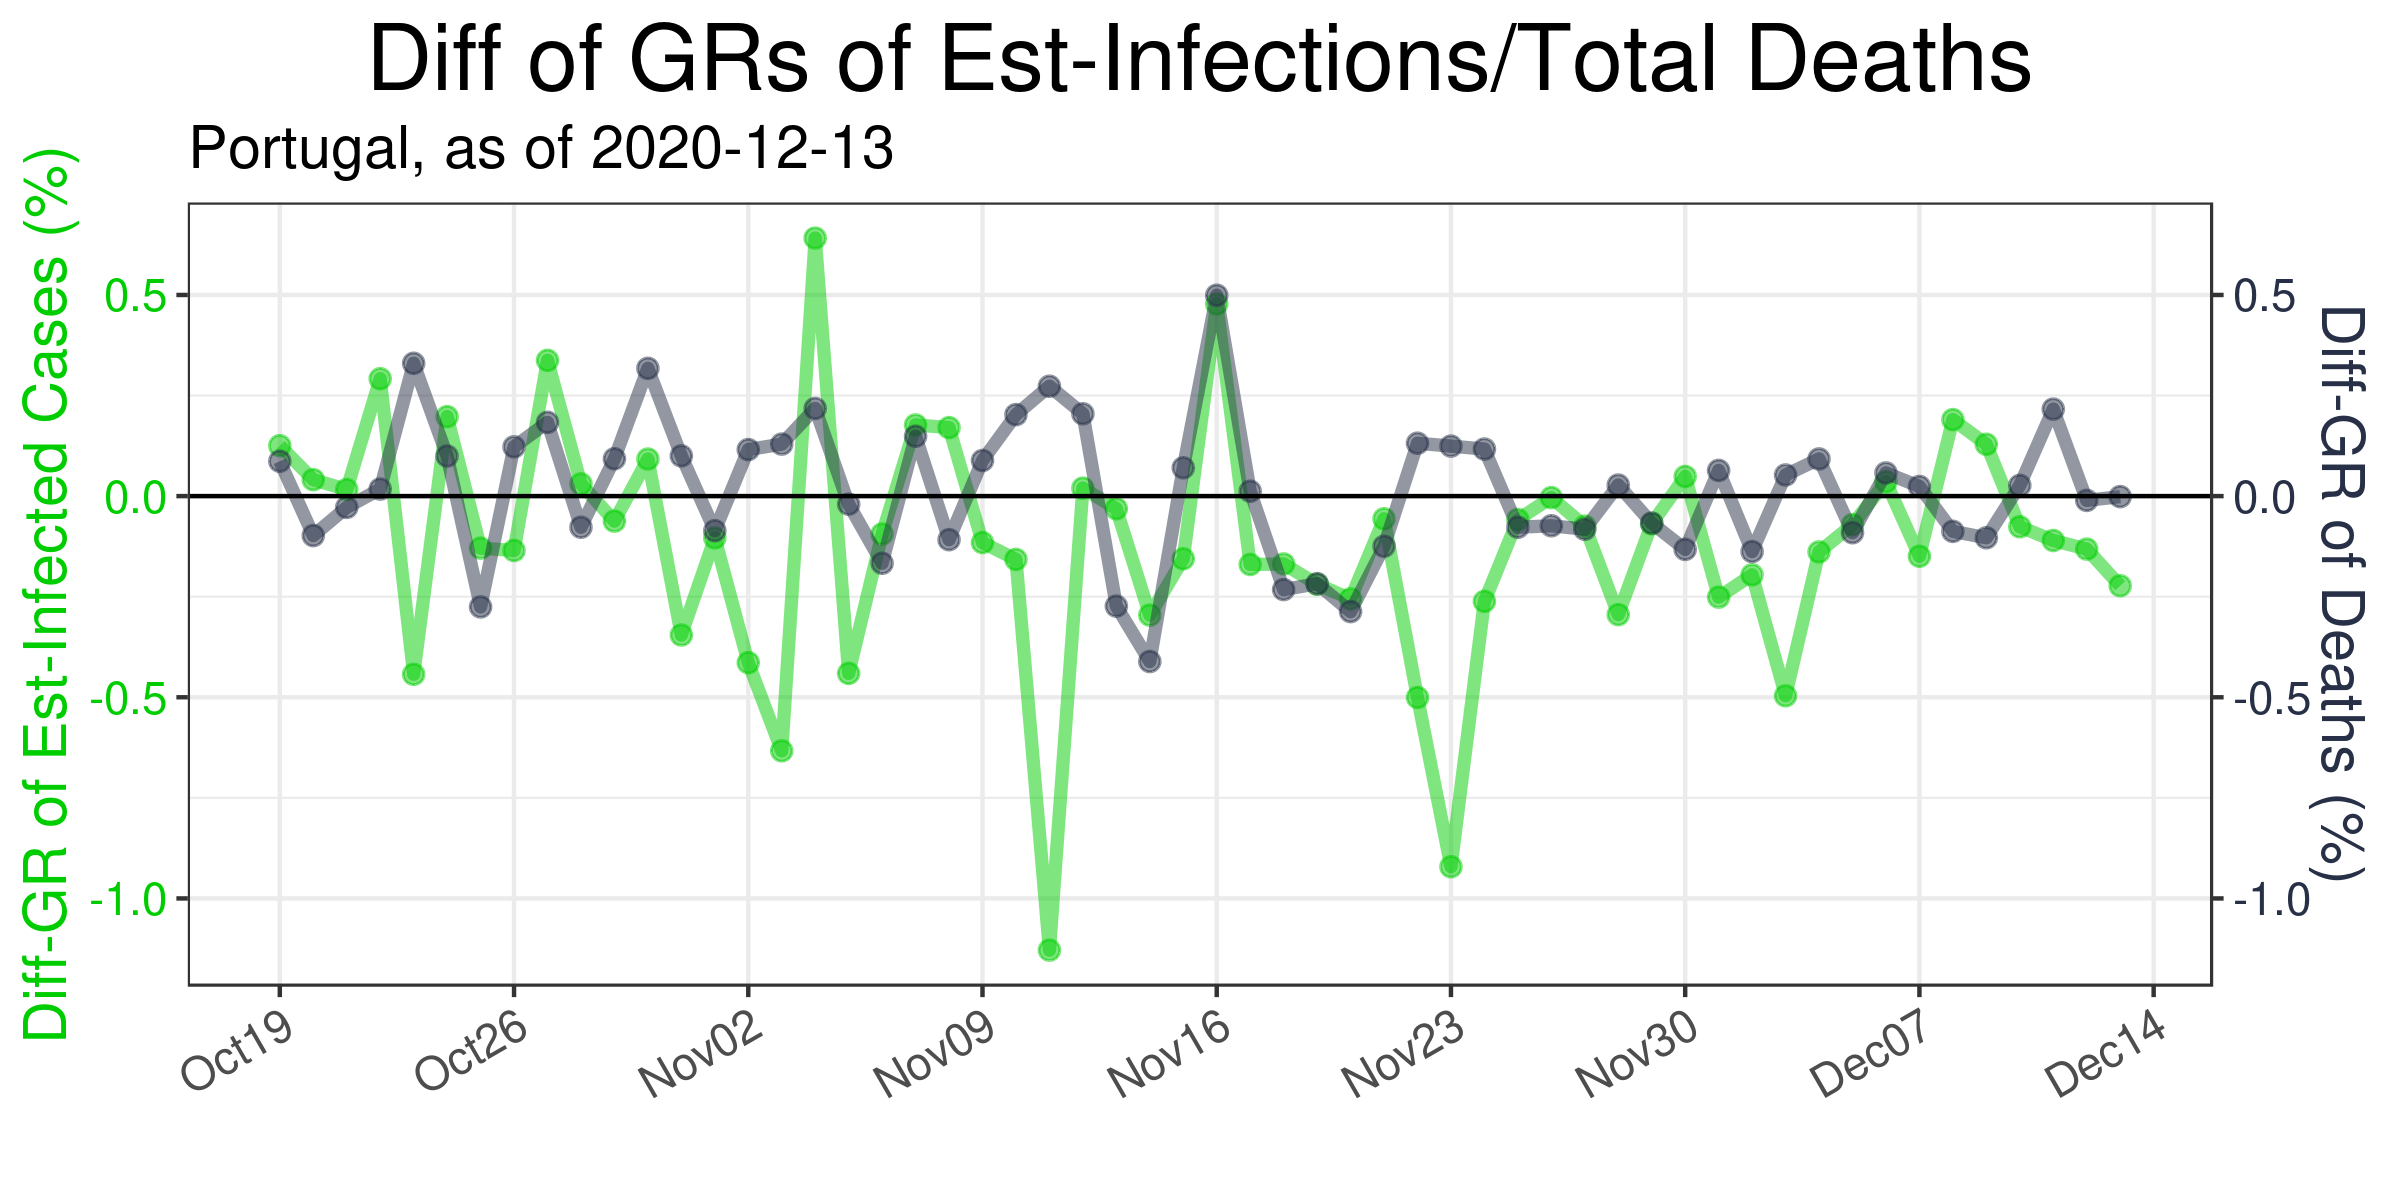 Diff of GRs of Est-Infections/Total Deaths
Portugal, as of 2020-12-13
Diff-GR of Est-Infected Cases (%)
0.5
0.0
-0.5
-1.0
0.5
0.0
-0.5
-1.0
Diff-GR of Deaths (%)
Oct19
Oct26
Nov02
Nov09
Nov16
Nov23
Nov30
Dec07
Dec14